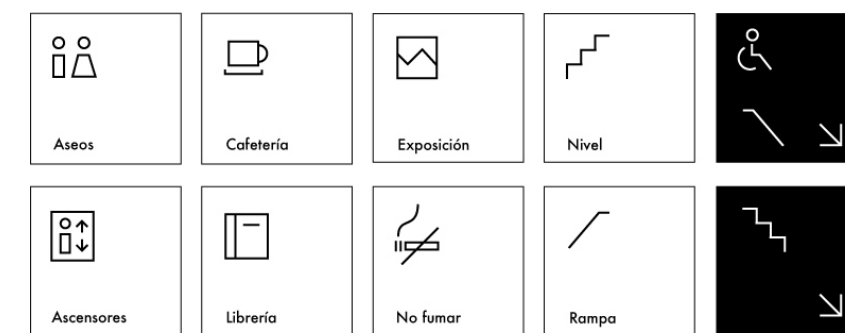 Aseos
Cafetería
Exposición
Nivel
Ascensores
Librería
No fumar
Rampa